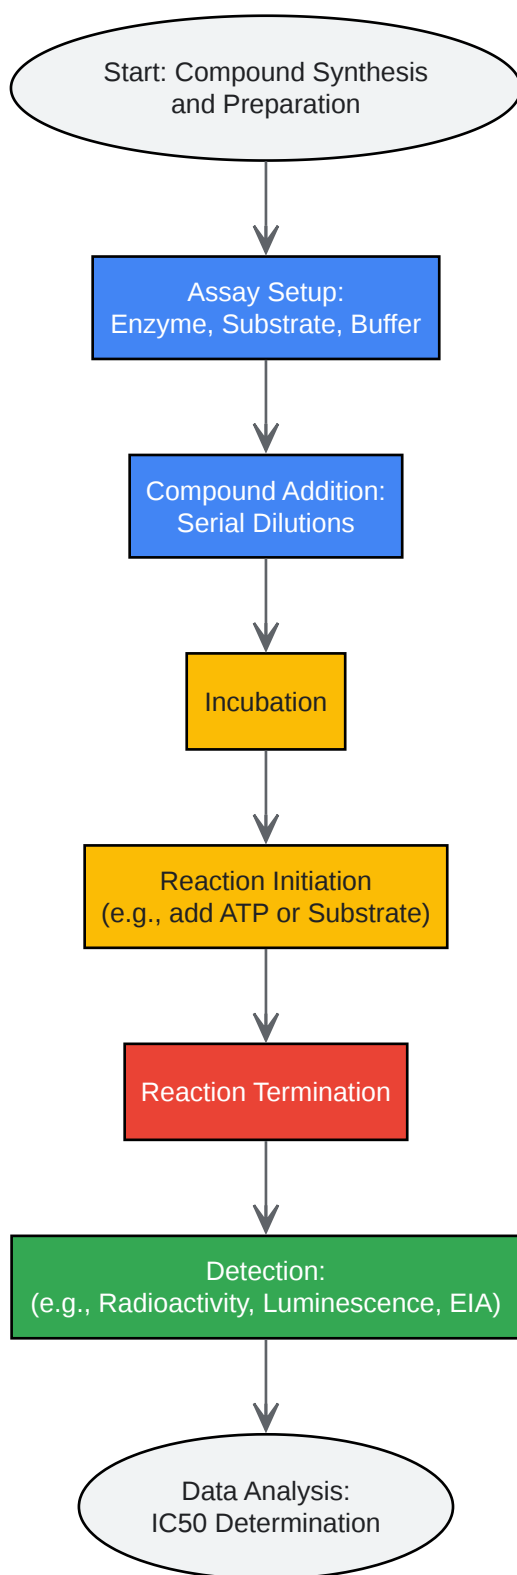 Start: Compound Synthesis
and Preparation
Assay Setup:
Enzyme, Substrate, Buffer
Compound Addition:
Serial Dilutions
Incubation
Reaction Initiation
(e.g., add ATP or Substrate)
Reaction Termination
Detection:
(e.g., Radioactivity, Luminescence, EIA)
Data Analysis:
IC50 Determination